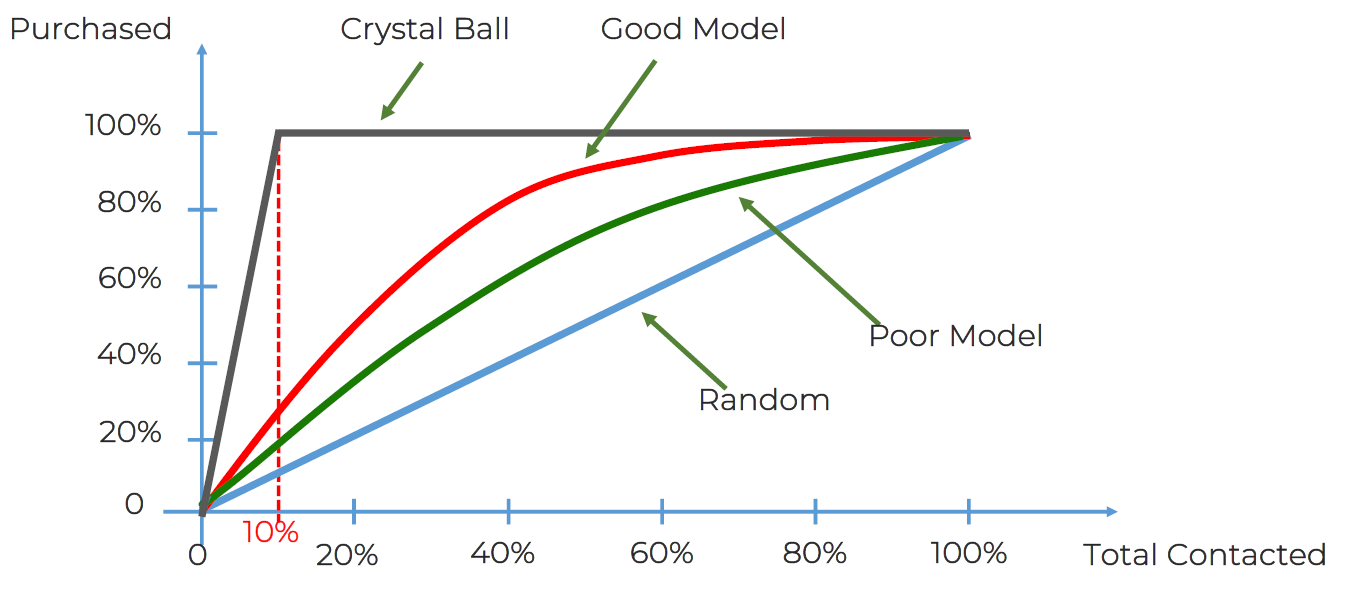 Purchased
Crystal Ball
Good Model
100%
80%
60%
Poor Model
40%
Random
20%
0
10%
0
20%
40%
60%
80%
100%
Total Contacted